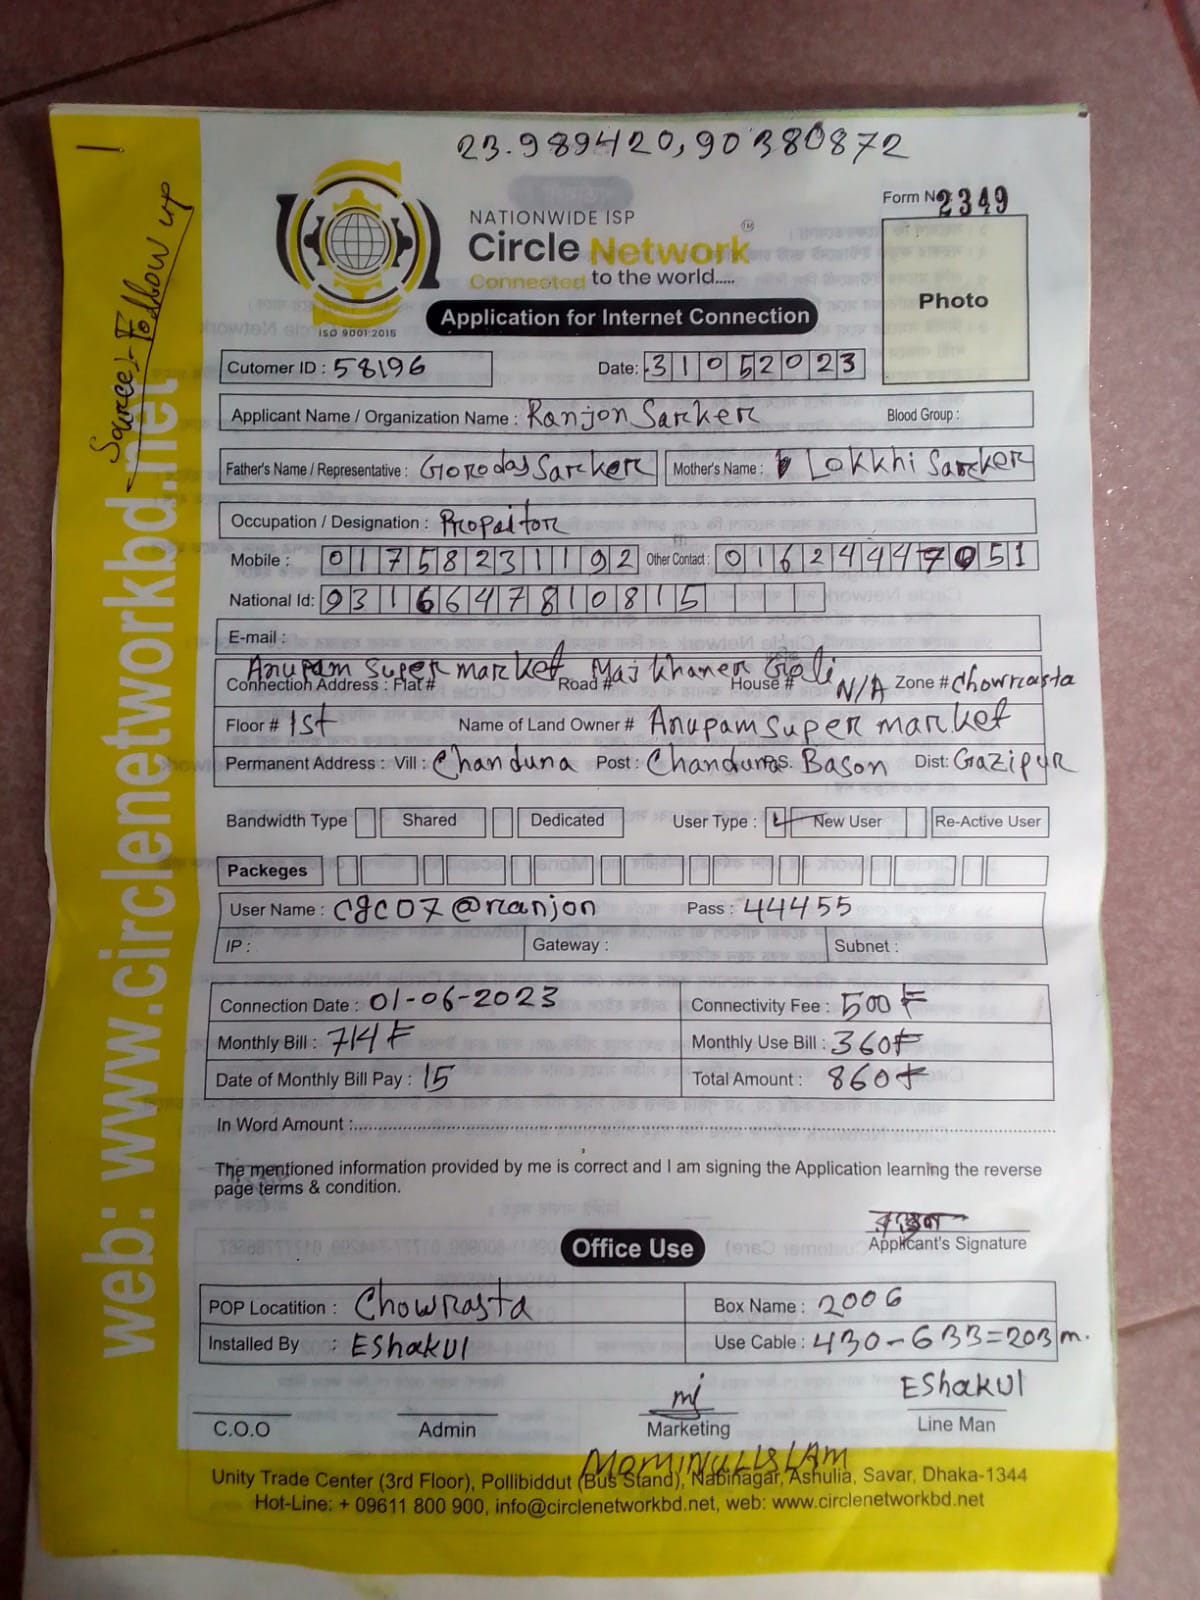 23.989420, 90380872
Source:- Follow up
web: www.circlenetworkbd.net
NATIONWIDE ISP
Circle Network TM
Connected to the world.....
ISO 9001:2015
Form No. 2349
Photo
Application for Internet Connection
Cutomer ID : 58196 Date: 31052023
Applicant Name / Organization Name : Ranjon Sarker Blood Group :
Father's Name / Representative : Gorodas Sarker Mother's Name : Lokkhi Sarker
Occupation / Designation : Propaitor
Mobile : 01758231192 Other Contact : 01624447051
National Id: 9316647810815
E-mail :
Anupam Super market Maj Khaner Goli
Connection Address : Flat # Road # House # N/A Zone # Chowrasta
Floor # 1st Name of Land Owner # Anupam super market
Permanent Address : Vill : Chanduna Post : Chanduna P.S. Bason Dist: Gazipur
Bandwidth Type Shared Dedicated User Type : New User Re-Active User
Packeges
User Name : cgc07@ranjon Pass : 44455
IP : Gateway : Subnet :
Connection Date : 01-06-2023 Connectivity Fee : 500৳
Monthly Bill : 714৳ Monthly Use Bill : 360৳
Date of Monthly Bill Pay : 15 Total Amount : 860৳
In Word Amount :
The mentioned information provided by me is correct and I am signing the Application learning the reverse
page terms & condition.
Applicant's Signature
Office Use
POP Locatition : Chowrasta Box Name : 2006
Installed By : EShakul Use Cable : 430-633=203m.
C.O.O Admin Marketing EShakul
Line Man
MOMINUL ISLAM
Unity Trade Center (3rd Floor), Pollibiddut (Bus Stand), Nabinagar, Ashulia, Savar, Dhaka-1344
Hot-Line: + 09611 800 900, info@circlenetworkbd.net, web: www.circlenetworkbd.net